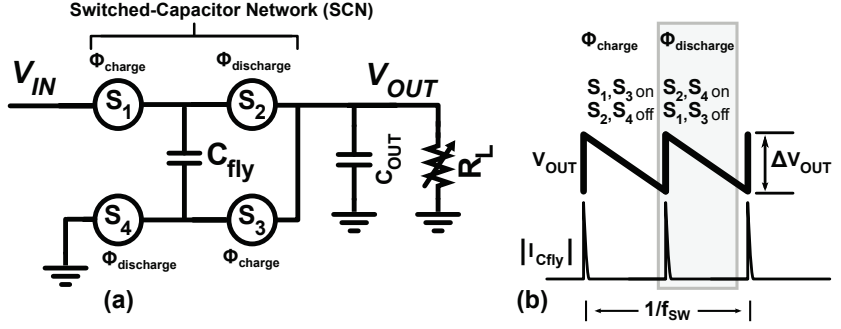 Switched-Capacitor Network (SCN)
Φcharge
Φdischarge
VIN
VOUT
S1
S2
Cfly
COUT
RL
S4
S3
Φdischarge
Φcharge
(a)
Φcharge Φdischarge
S1,S3 on S2,S4 on
S2,S4 off S1,S3 off
VOUT
ΔVOUT
|ICfly|
(b)
1/fSW